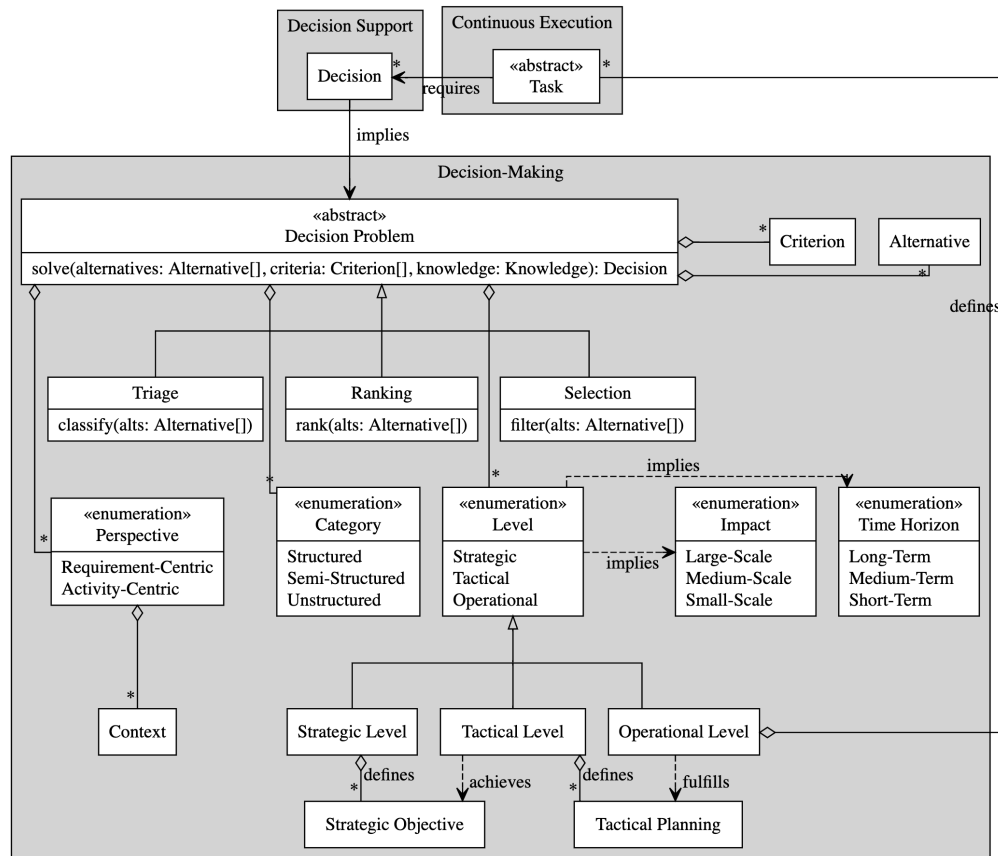 Decision Support
Continuous Execution
Decision
*
requires
«abstract»
Task
*
implies
Decision-Making
«abstract»
Decision Problem
solve(alternatives: Alternative[], criteria: Criterion[], knowledge: Knowledge): Decision
*
Criterion
Alternative
*
defines
Triage
classify(alts: Alternative[])
Ranking
rank(alts: Alternative[])
Selection
filter(alts: Alternative[])
*
«enumeration»
Perspective
Requirement-Centric
Activity-Centric
*
«enumeration»
Category
Structured
Semi-Structured
Unstructured
*
«enumeration»
Level
Strategic
Tactical
Operational
implies
implies
«enumeration»
Impact
Large-Scale
Medium-Scale
Small-Scale
«enumeration»
Time Horizon
Long-Term
Medium-Term
Short-Term
*
Context
Strategic Level
Tactical Level
Operational Level
*
defines
achieves
*
defines
fulfills
Strategic Objective
Tactical Planning